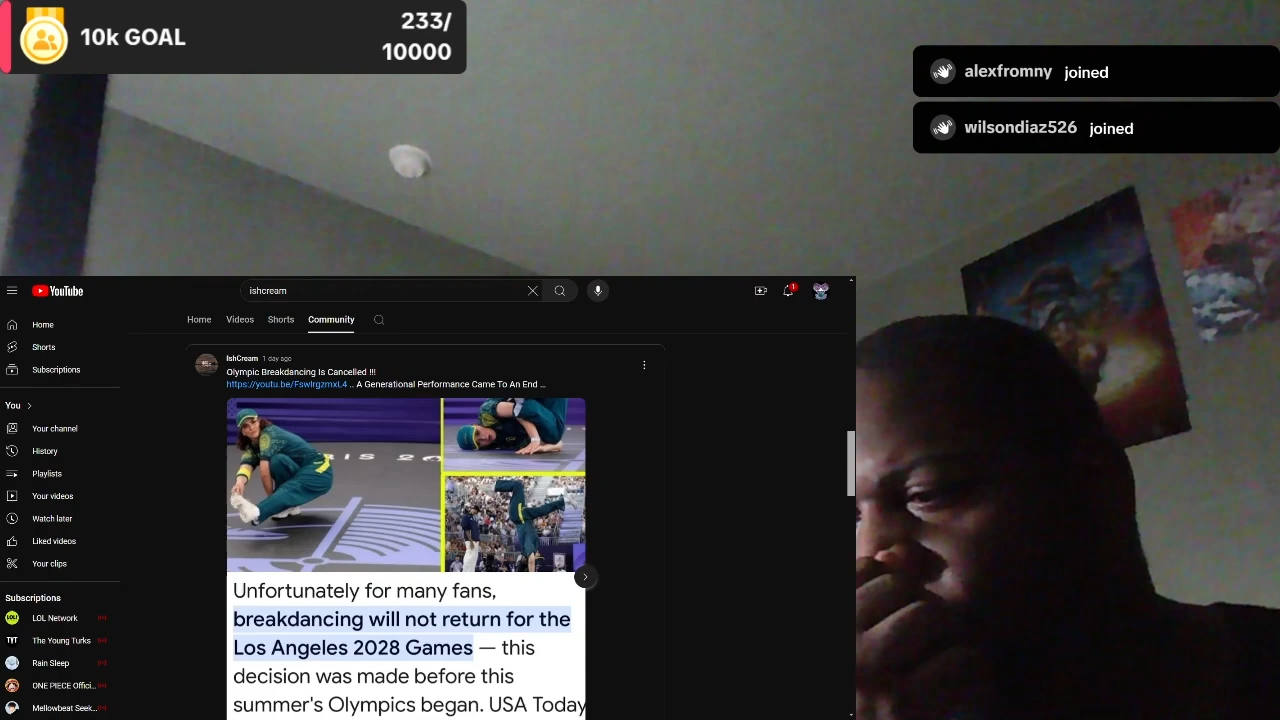 10k GOAL
233/
10000
alexfromny joined
wilsondiaz526 joined
YouTube
ishcream
1
Home Videos Shorts Community
Home
Shorts
Subscriptions
You
Your channel
History
Playlists
Your videos
Watch later
Liked videos
Your clips
Subscriptions
LOL Network
The Young Turks
Rain Sleep
ONE PIECE Offici...
Mellowbeat Seek...
IshCream 1 day ago
Olympic Breakdancing Is Cancelled !!!
.. A Generational Performance Came To An End ...
Unfortunately for many fans,
breakdancing will not return for the
Los Angeles 2028 Games — this
decision was made before this
summer's Olympics began. USA Today